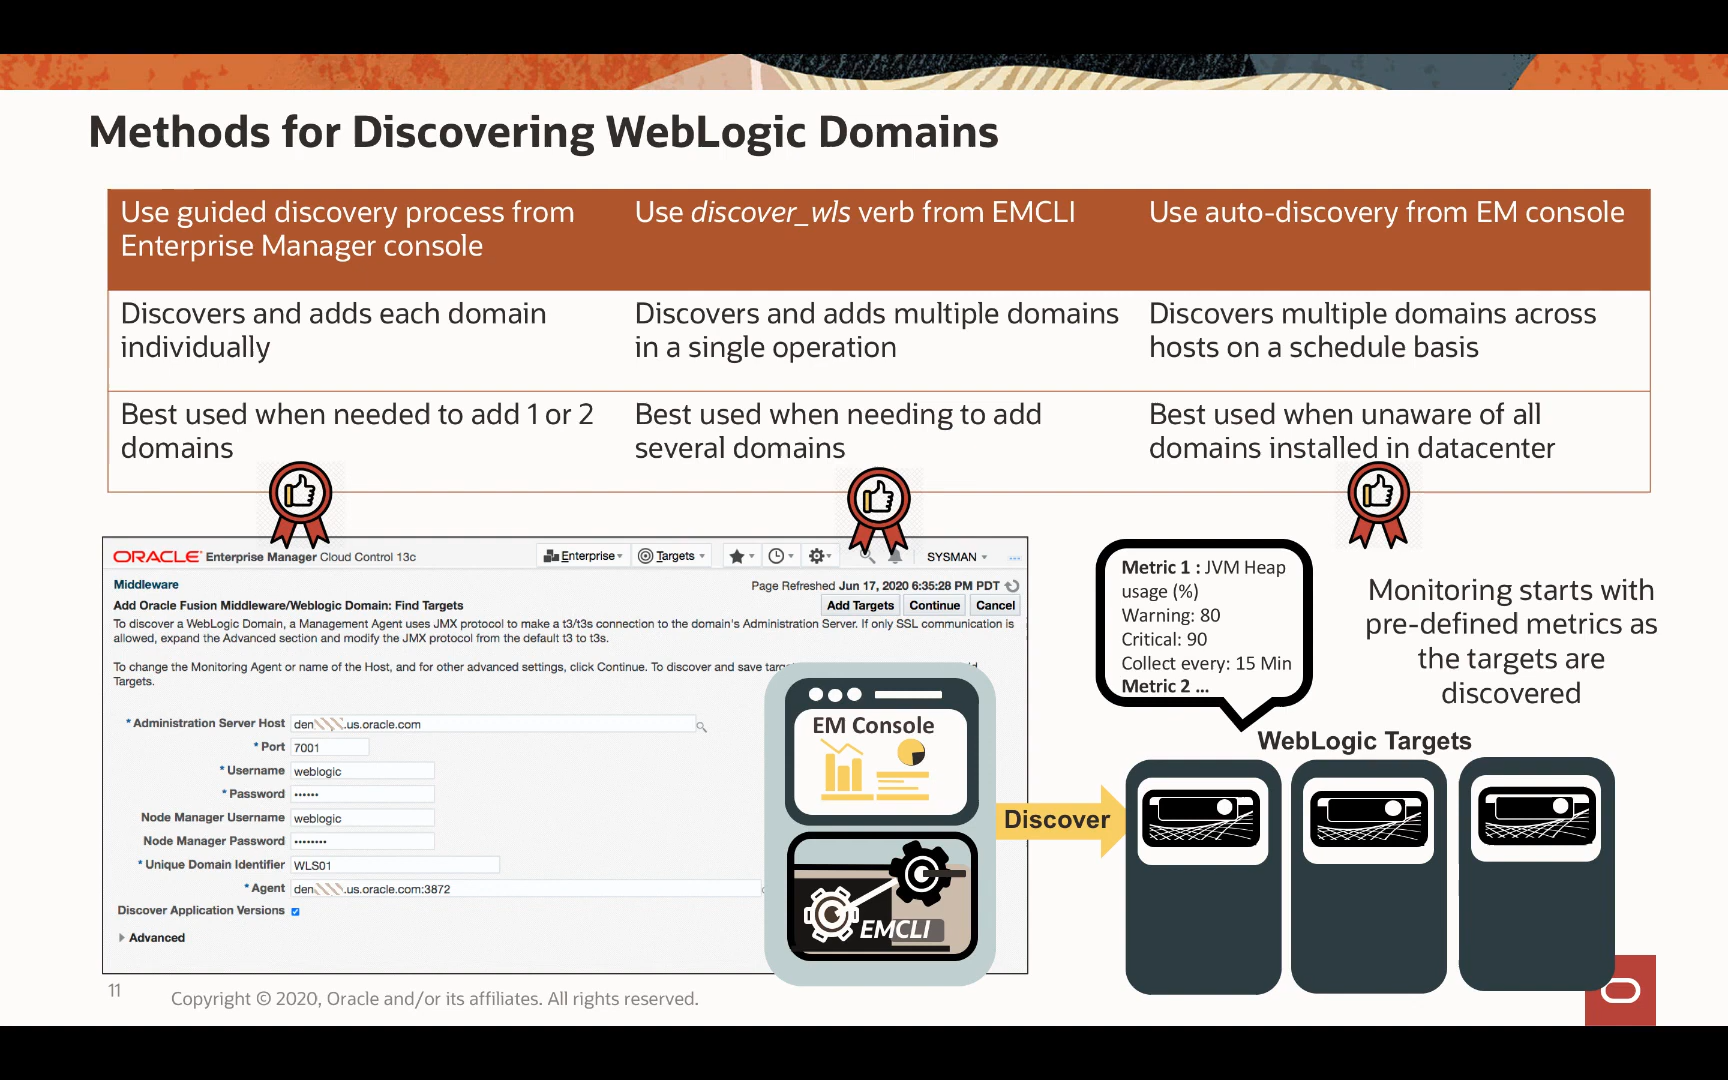 Methods for Discovering WebLogic Domains
Use guided discovery process from
Enterprise Manager console
Use discover_wls verb from EMCLI
Use auto-discovery from EM console
Discovers and adds each domain
individually
Discovers and adds multiple domains
in a single operation
Discovers multiple domains across
hosts on a schedule basis
Best used when needed to add 1 or 2
domains
Best used when needing to add
several domains
Best used when unaware of all
domains installed in datacenter
ORACLE Enterprise Manager Cloud Control 13c
Enterprise
Targets
SYSMAN
Middleware
Page Refreshed Jun 17, 2020 6:35:28 PM PDT
Add Oracle Fusion Middleware/Weblogic Domain: Find Targets
Add Targets
Continue
Cancel
To discover a WebLogic Domain, a Management Agent uses JMX protocol to make a t3/t3s connection to the domain's Administration Server. If only SSL communication is
allowed, expand the Advanced section and modify the JMX protocol from the default t3 to t3s.
To change the Monitoring Agent or name of the Host, and for other advanced settings, click Continue. To discover and save
Targets.
* Administration Server Host den .us.oracle.com
* Port 7001
* Username weblogic
* Password ••••••
Node Manager Username weblogic
Node Manager Password ••••••••
* Unique Domain Identifier WLS01
* Agent den .us.oracle.com:3872
Discover Application Versions
Advanced
EM Console
EMCLI
Discover
Metric 1 : JVM Heap
usage (%)
Warning: 80
Critical: 90
Collect every: 15 Min
Metric 2 ...
Monitoring starts with
pre-defined metrics as
the targets are
discovered
WebLogic Targets
11
Copyright © 2020, Oracle and/or its affiliates. All rights reserved.